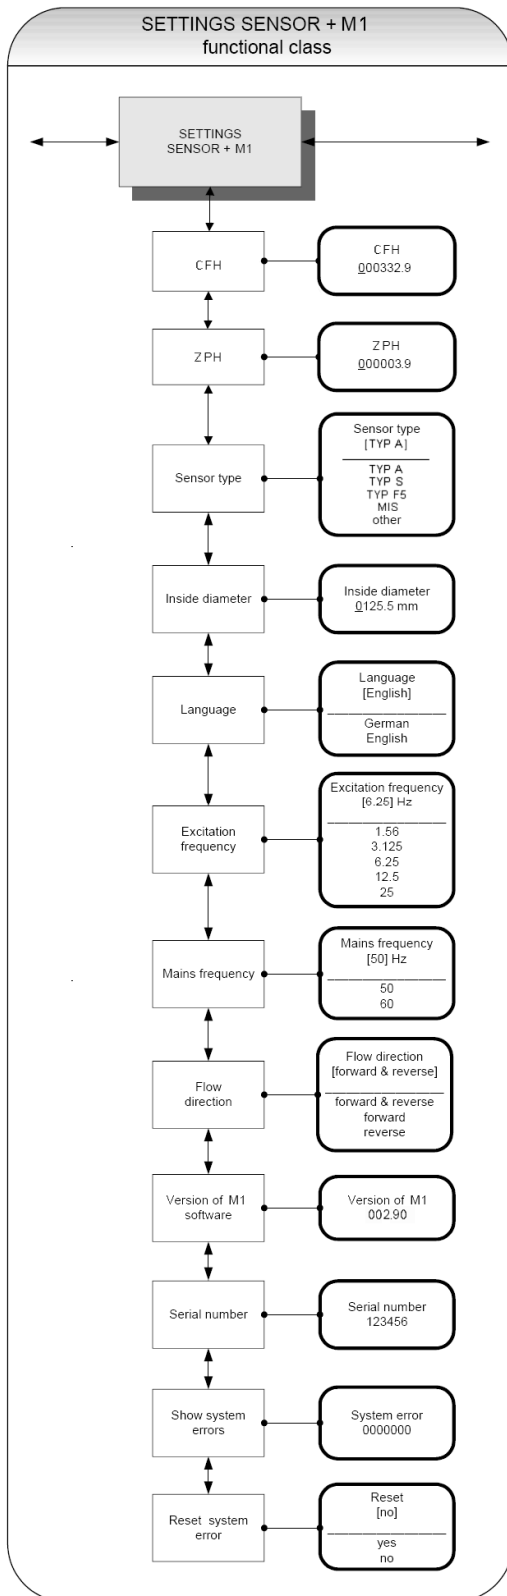 SETTINGS SENSOR + M1
functional class
SETTINGS
SENSOR + M1
CFH
CFH
000332.9
ZPH
ZPH
000003.9
Sensor type
Sensor type
[TYP A]
TYP A
TYP S
TYP F5
MIS
other
Inside diameter
Inside diameter
0125.5 mm
Language
Language
[English]
German
English
Excitation
frequency
Excitation frequency
[6.25] Hz
1.56
3.125
6.25
12.5
25
Mains frequency
Mains frequency
[50] Hz
50
60
Flow
direction
Flow direction
[forward & reverse]
forward & reverse
forward
reverse
Version of M1
software
Version of M1
002.90
Serial number
Serial number
123456
Show system
errors
System error
0000000
Reset system
error
Reset
[no]
yes
no